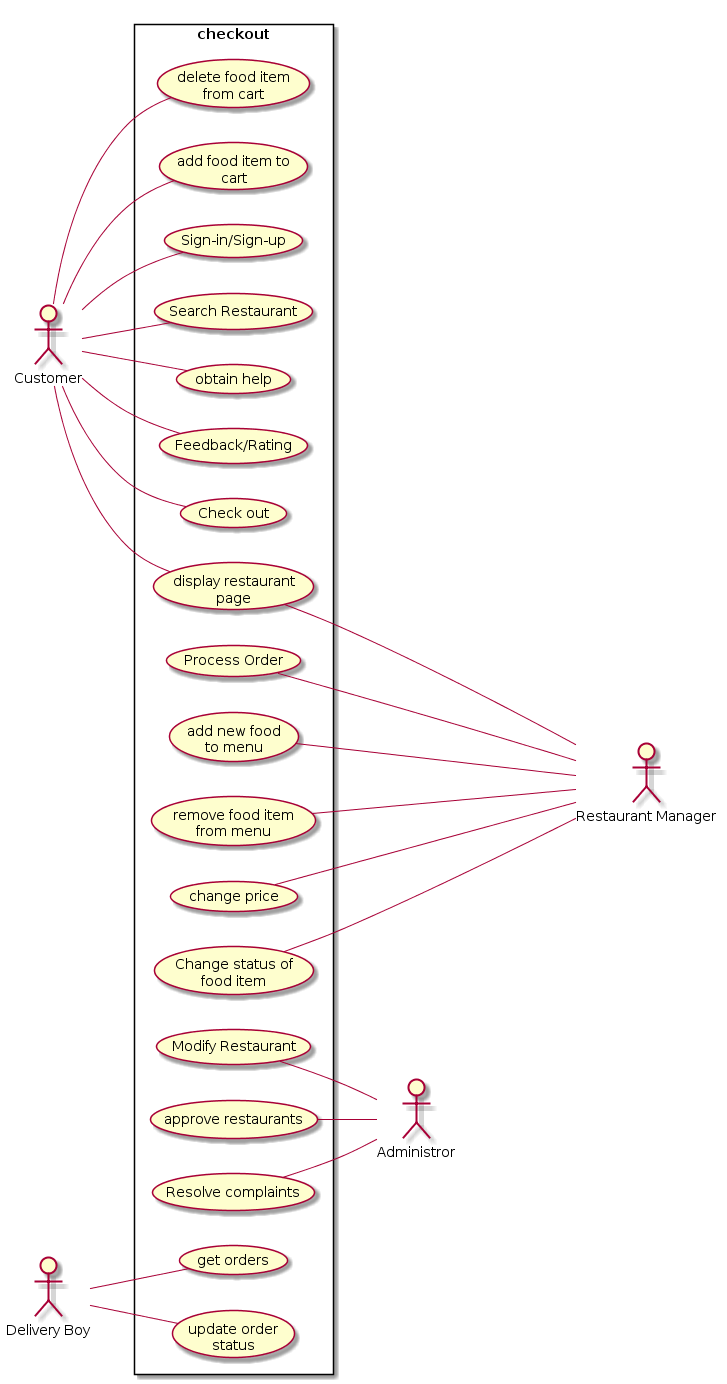 checkout
delete food item
from cart
add food item to
cart
Sign-in/Sign-up
Search Restaurant
Customer
obtain help
Feedback/Rating
Check out
display restaurant
page
Process Order
add new food
to menu
Restaurant Manager
remove food item
from menu
change price
Change status of
food item
Modify Restaurant
approve restaurants
Administror
Resolve complaints
get orders
Delivery Boy
update order
status